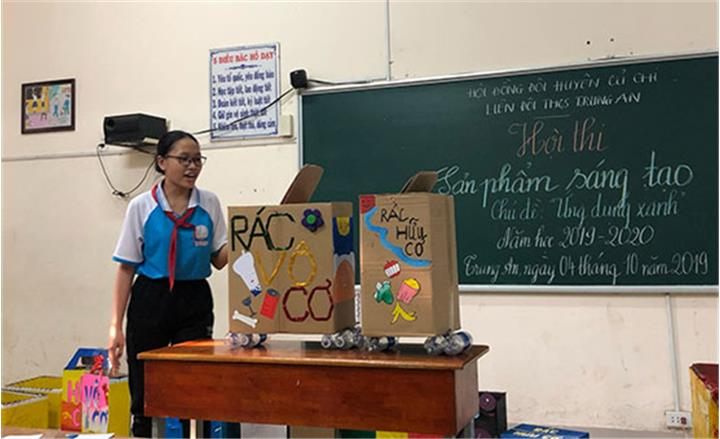 5 ĐIỀU BÁC HỒ DẠY
1. Yêu tổ quốc, yêu đồng bào
2. Học tập tốt, lao động tốt
3. Đoàn kết tốt, kỷ luật tốt
4. Giữ gìn vệ sinh thật tốt
5. Khiêm tốn, thật thà, dũng cảm.
HỘI ĐỒNG ĐỘI HUYỆN CỦ CHI
LIÊN ĐỘI THCS TRUNG AN
Hội thi
Sản phẩm sáng tạo
Chủ đề: "Ứng dụng xanh"
Năm học 2019-2020
Trung An, ngày 04 tháng 10 năm 2019
RÁC
VÔ
CƠ
RÁC
HỮU
CƠ